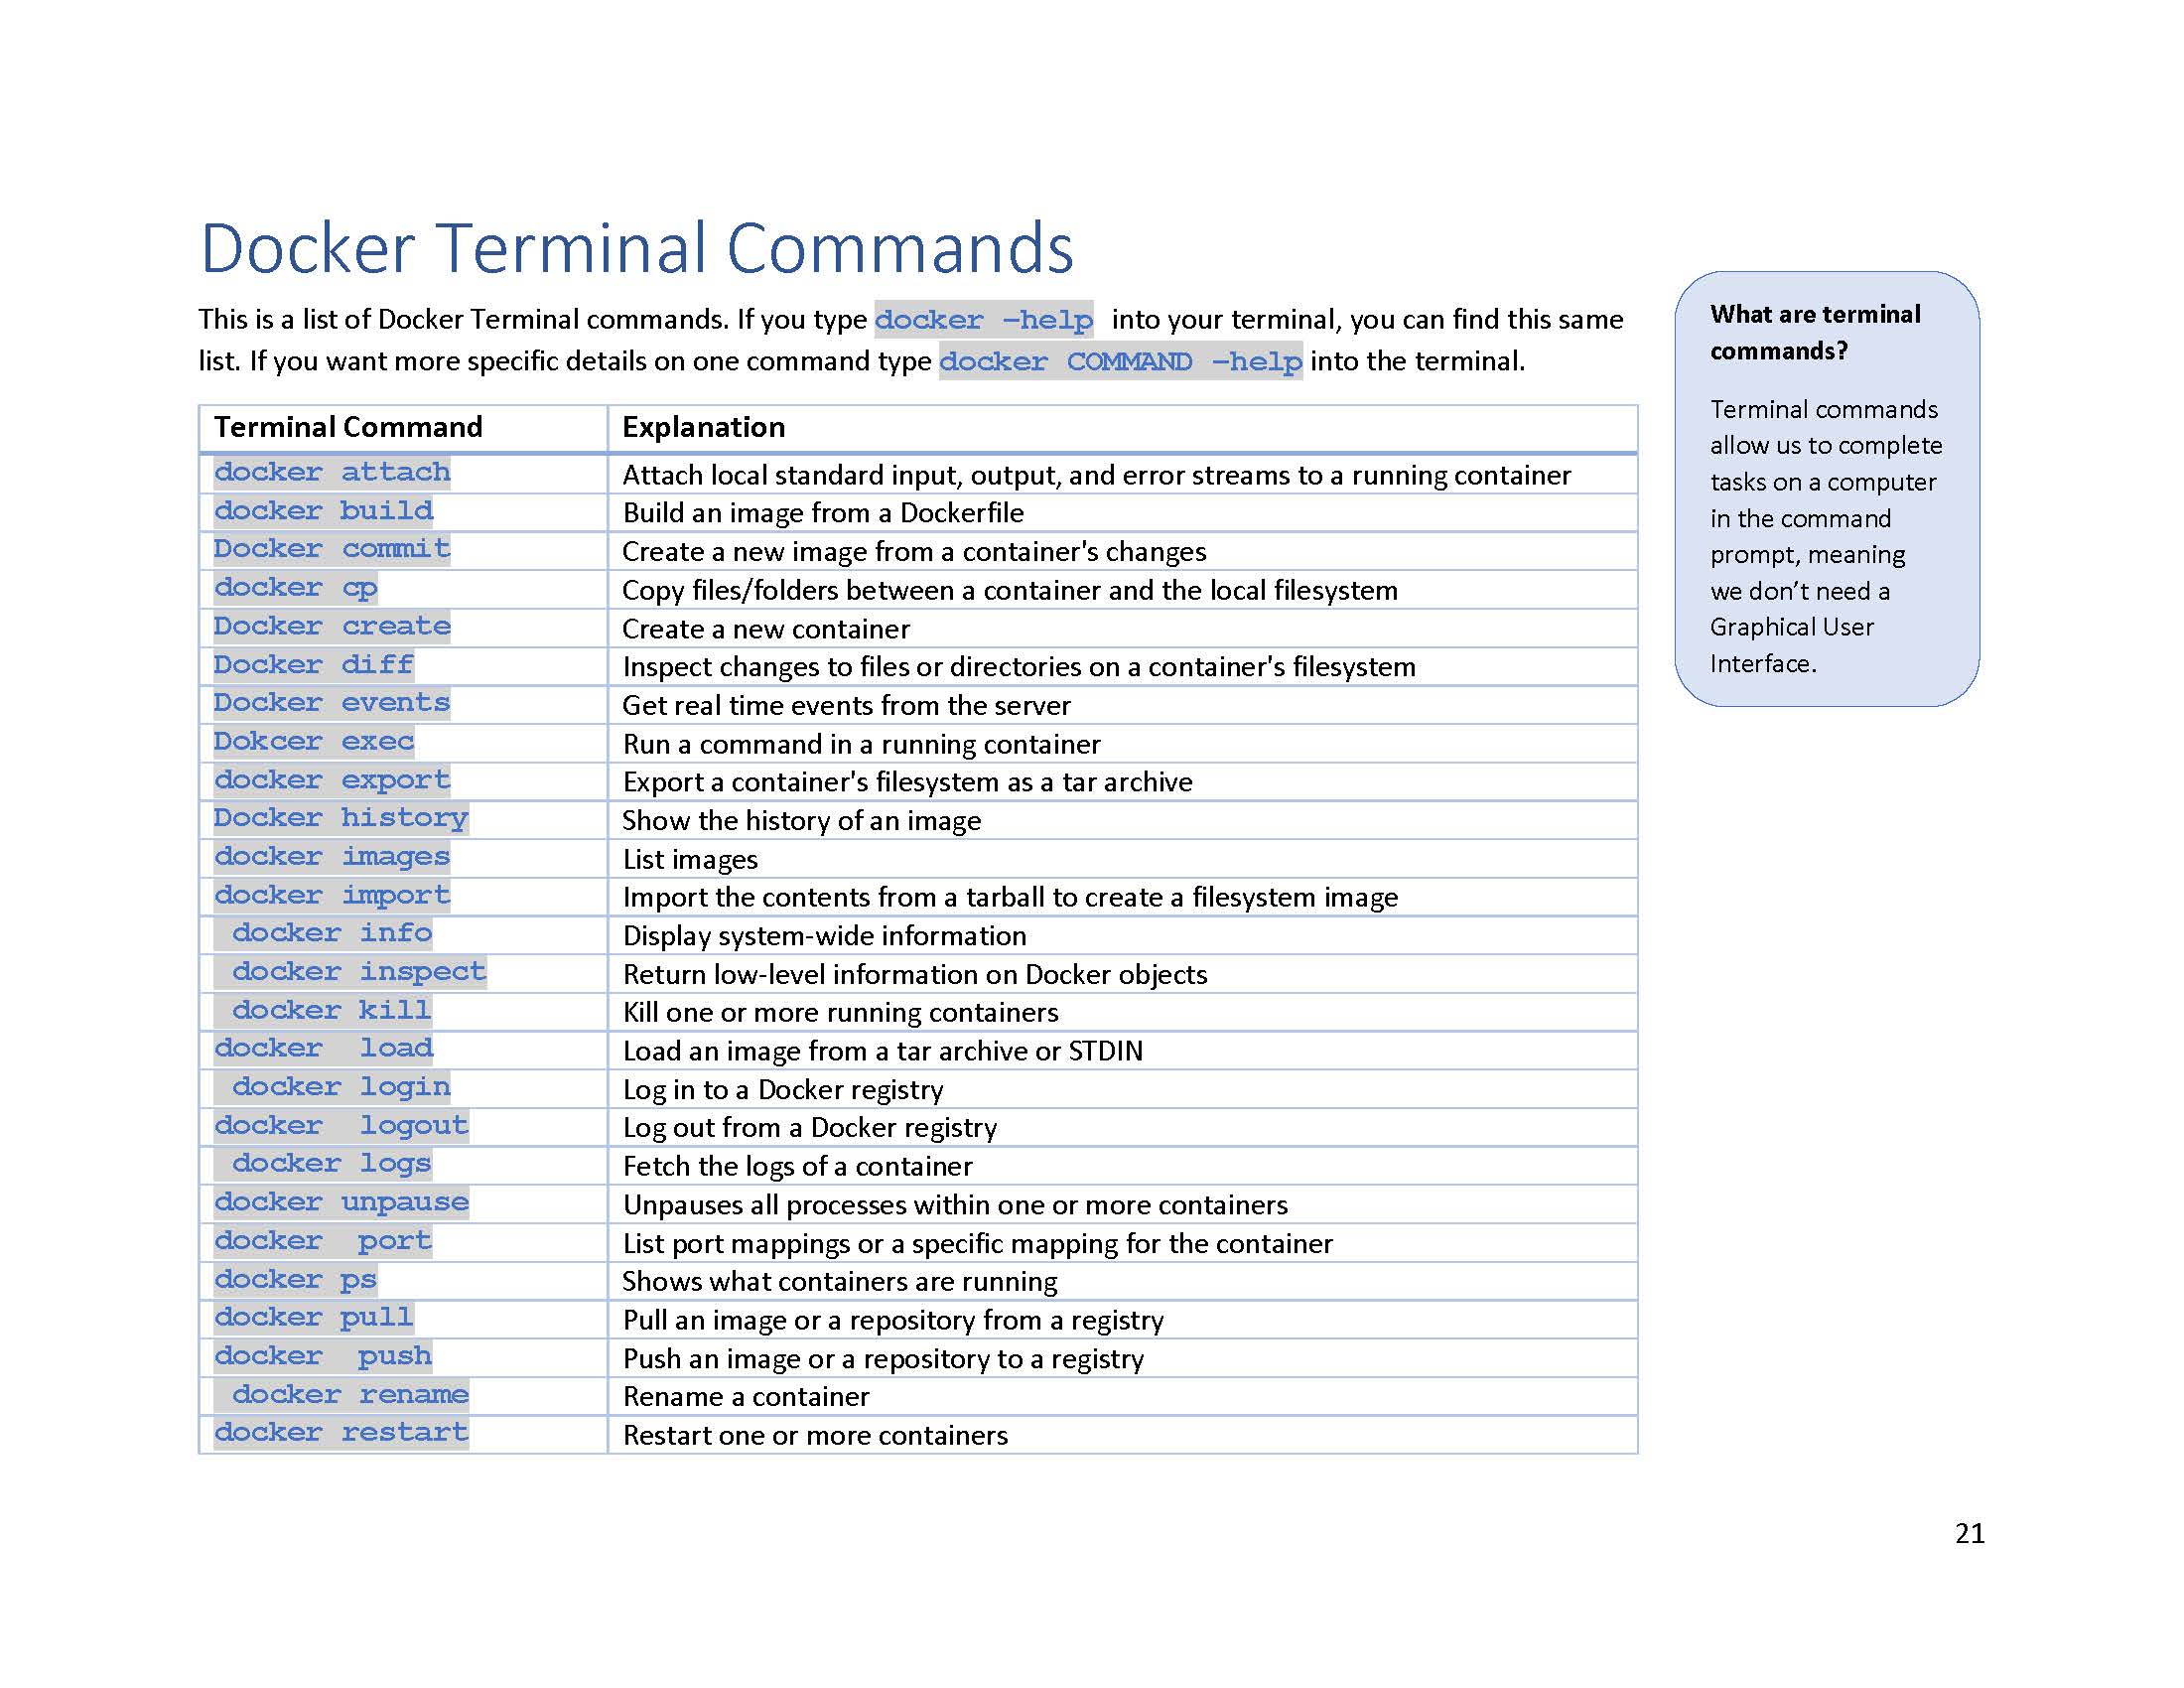 Docker Terminal Commands
This is a list of Docker Terminal commands. If you type docker –help into your terminal, you can find this same
list. If you want more specific details on one command type docker COMMAND –help into the terminal.
Terminal Command Explanation
docker attach Attach local standard input, output, and error streams to a running container
docker build Build an image from a Dockerfile
Docker commit Create a new image from a container's changes
docker cp Copy files/folders between a container and the local filesystem
Docker create Create a new container
Docker diff Inspect changes to files or directories on a container's filesystem
Docker events Get real time events from the server
Dokcer exec Run a command in a running container
docker export Export a container's filesystem as a tar archive
Docker history Show the history of an image
docker images List images
docker import Import the contents from a tarball to create a filesystem image
docker info Display system-wide information
docker inspect Return low-level information on Docker objects
docker kill Kill one or more running containers
docker load Load an image from a tar archive or STDIN
docker login Log in to a Docker registry
docker logout Log out from a Docker registry
docker logs Fetch the logs of a container
docker unpause Unpauses all processes within one or more containers
docker port List port mappings or a specific mapping for the container
docker ps Shows what containers are running
docker pull Pull an image or a repository from a registry
docker push Push an image or a repository to a registry
docker rename Rename a container
docker restart Restart one or more containers
What are terminal
commands?
Terminal commands
allow us to complete
tasks on a computer
in the command
prompt, meaning
we don’t need a
Graphical User
Interface.
21